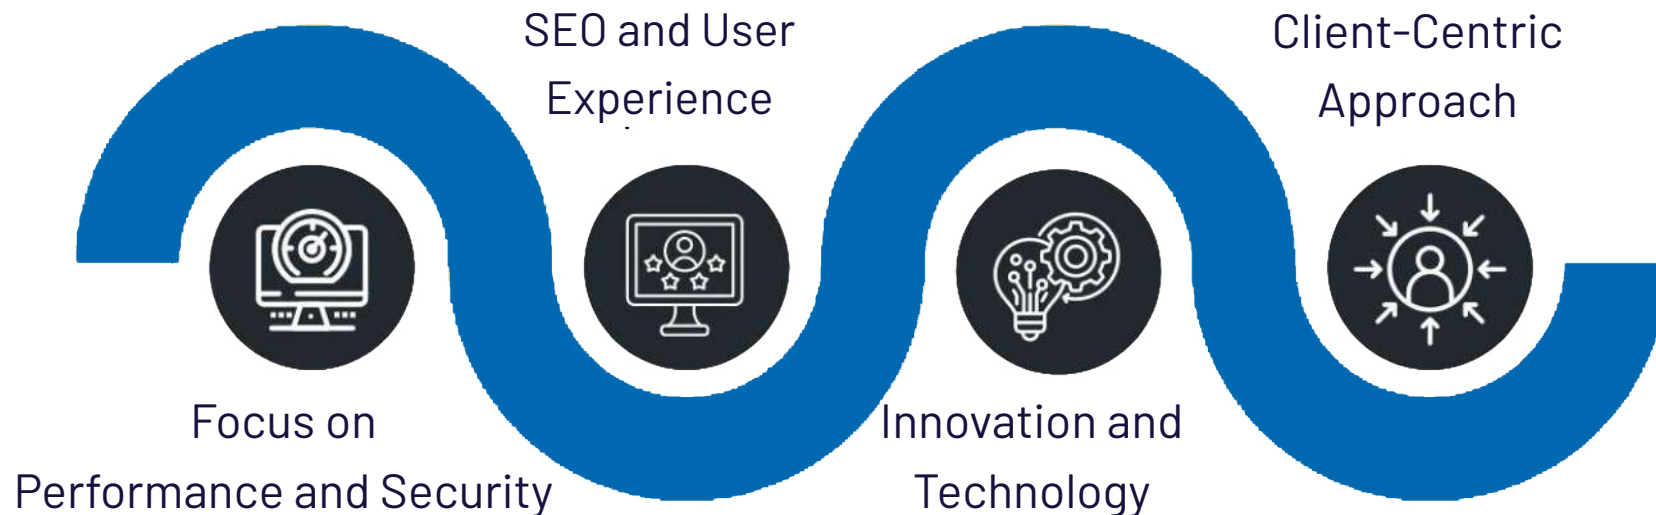 SEO and User
Experience
Client-Centric
Approach
Focus on
Performance and Security
Innovation and
Technology